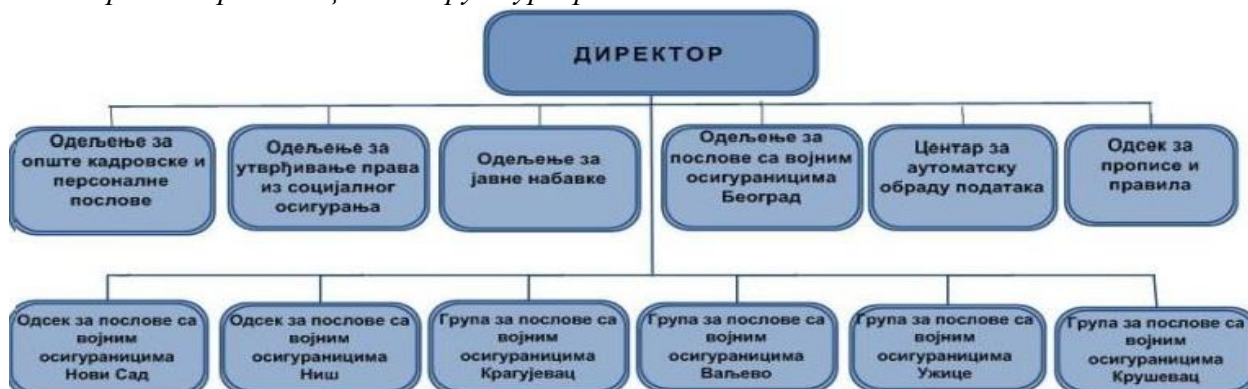 ДИРЕКТОР
Одељење за
опште кадровске и
персоналне
послове
Одељење за
утврђивање права
из социјалног
осигурања
Одељење за
јавне набавке
Одељење за
послове са војним
осигураницима
Београд
Центар за
аутоматску
обраду података
Одсек за
прописе и
правила
Одсек за послове са
војним
осигураницима
Нови Сад
Одсек за послове са
војним
осигураницима
Ниш
Група за послове са
војним
осигураницима
Крагујевац
Група за послове са
војним
осигураницима
Ваљево
Група за послове са
војним
осигураницима
Ужице
Група за послове са
војним
осигураницима
Крушевац